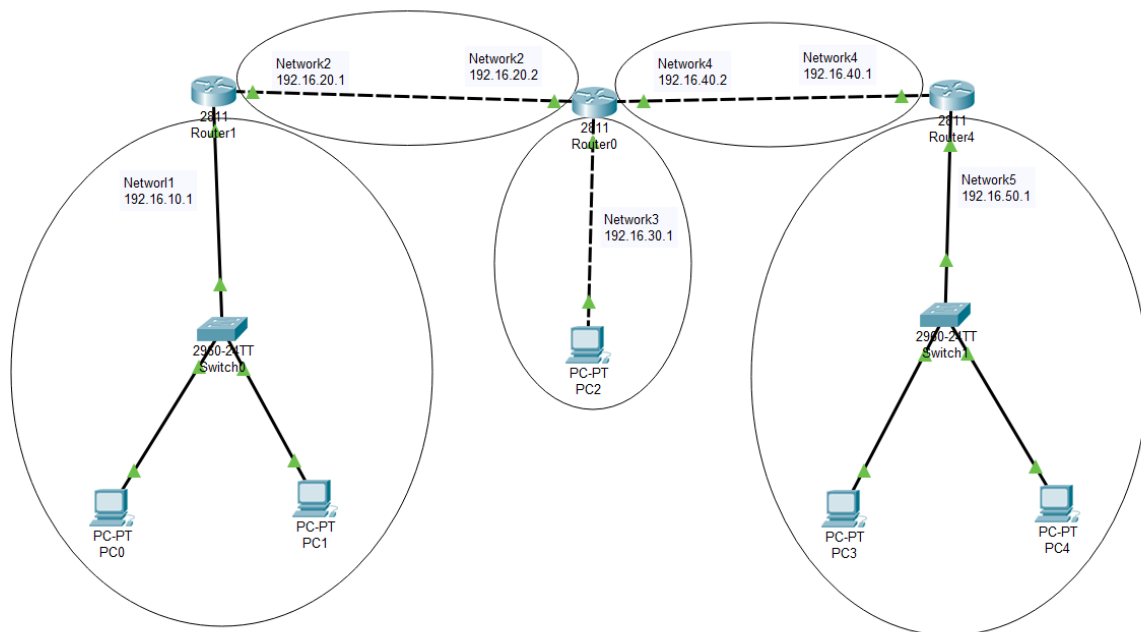 Network2
192.16.20.1
Network2
192.16.20.2
Network4
192.16.40.2
Network4
192.16.40.1
2811
Router1
2811
Router0
2811
Router4
Networl1
192.16.10.1
Network3
192.16.30.1
Network5
192.16.50.1
2960-24TT
Switch0
PC-PT
PC2
2960-24TT
Switch1
PC-PT
PC0
PC-PT
PC1
PC-PT
PC3
PC-PT
PC4